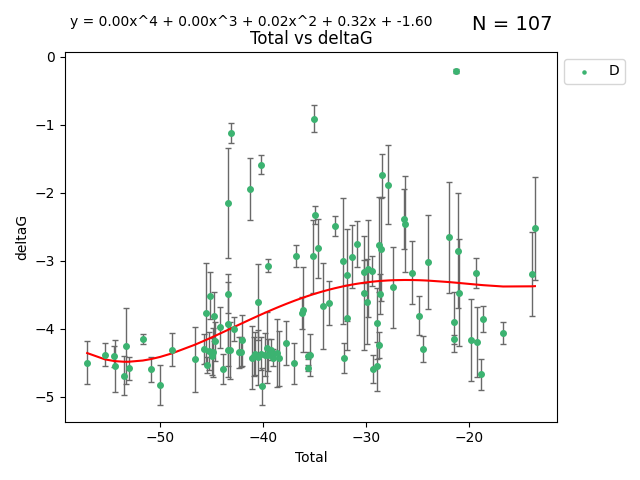 y = 0.00x^4 + 0.00x^3 + 0.02x^2 + 0.32x + -1.60
N = 107
Total vs deltaG
D
deltaG
0
−1
−2
−3
−4
−5
−50
−40
−30
−20
Total